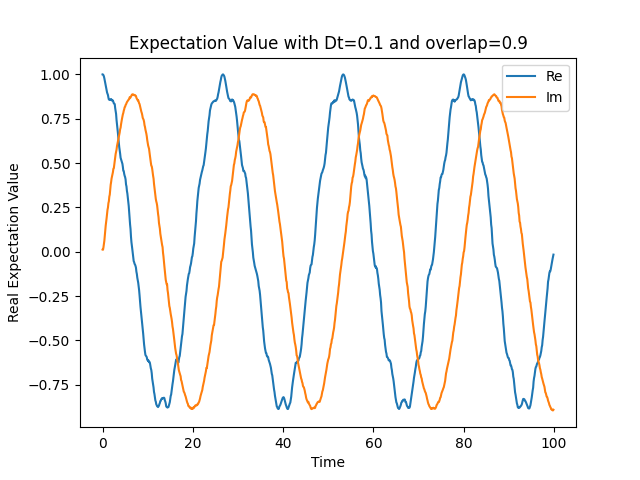 Expectation Value with Dt=0.1 and overlap=0.9
Re
Im
1.00
0.75
0.50
0.25
0.00
−0.25
−0.50
−0.75
Real Expectation Value
0 20 40 60 80 100
Time